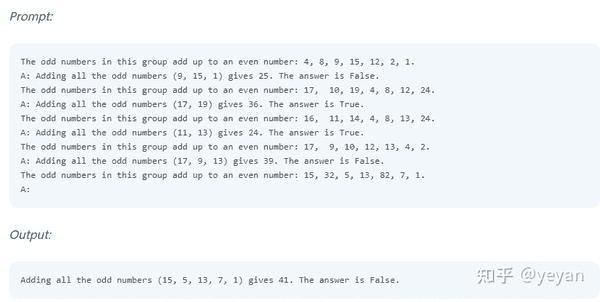 Prompt:
The odd numbers in this group add up to an even number: 4, 8, 9, 15, 12, 2, 1.
A: Adding all the odd numbers (9, 15, 1) gives 25. The answer is False.
The odd numbers in this group add up to an even number: 17,  10, 19, 4, 8, 12, 24.
A: Adding all the odd numbers (17, 19) gives 36. The answer is True.
The odd numbers in this group add up to an even number: 16,  11, 14, 4, 8, 13, 24.
A: Adding all the odd numbers (11, 13) gives 24. The answer is True.
The odd numbers in this group add up to an even number: 17,  9, 10, 12, 13, 4, 2.
A: Adding all the odd numbers (17, 9, 13) gives 39. The answer is False.
The odd numbers in this group add up to an even number: 15, 32, 5, 13, 82, 7, 1.
A:
Output:
Adding all the odd numbers (15, 5, 13, 7, 1) gives 41. The answer is False.
知乎 @yeyan